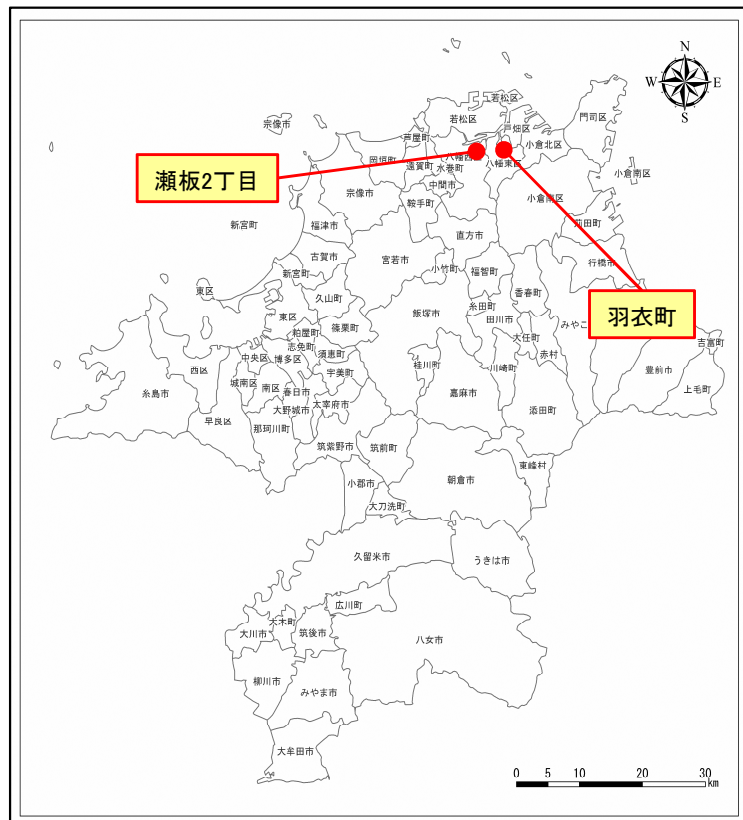 N
W
E
S
若松区
若松区
門司区
宗像市
戸畑区
芦屋町
小倉北区
岡垣町
遠賀町
水巻町
八幡東区
小倉南区
瀬板2丁目
中間市
宗像市
鞍手町
小倉南区
苅田町
新宮町
福津市
直方市
古賀市
宮若市
行橋市
新宮町
小竹町
福智町
東区
久山町
香春町
羽衣町
東区
篠栗町
飯塚市
糸田町
田川市
みやこ
粕屋町
志免町
大任町
吉富町
中央区
博多区
須恵町
赤村
西区
宇美町
桂川町
川崎町
豊前市
糸島市
城南区
南区
春日市
嘉麻市
上毛町
大野城市
太宰府市
添田町
早良区
那珂川町
筑紫野市
筑前町
東峰村
小郡市
朝倉市
大刀洗町
久留米市
うきは市
広川町
大木町
大川市
筑後市
八女市
柳川市
みやま市
大牟田市
0 5 10 20 30
km